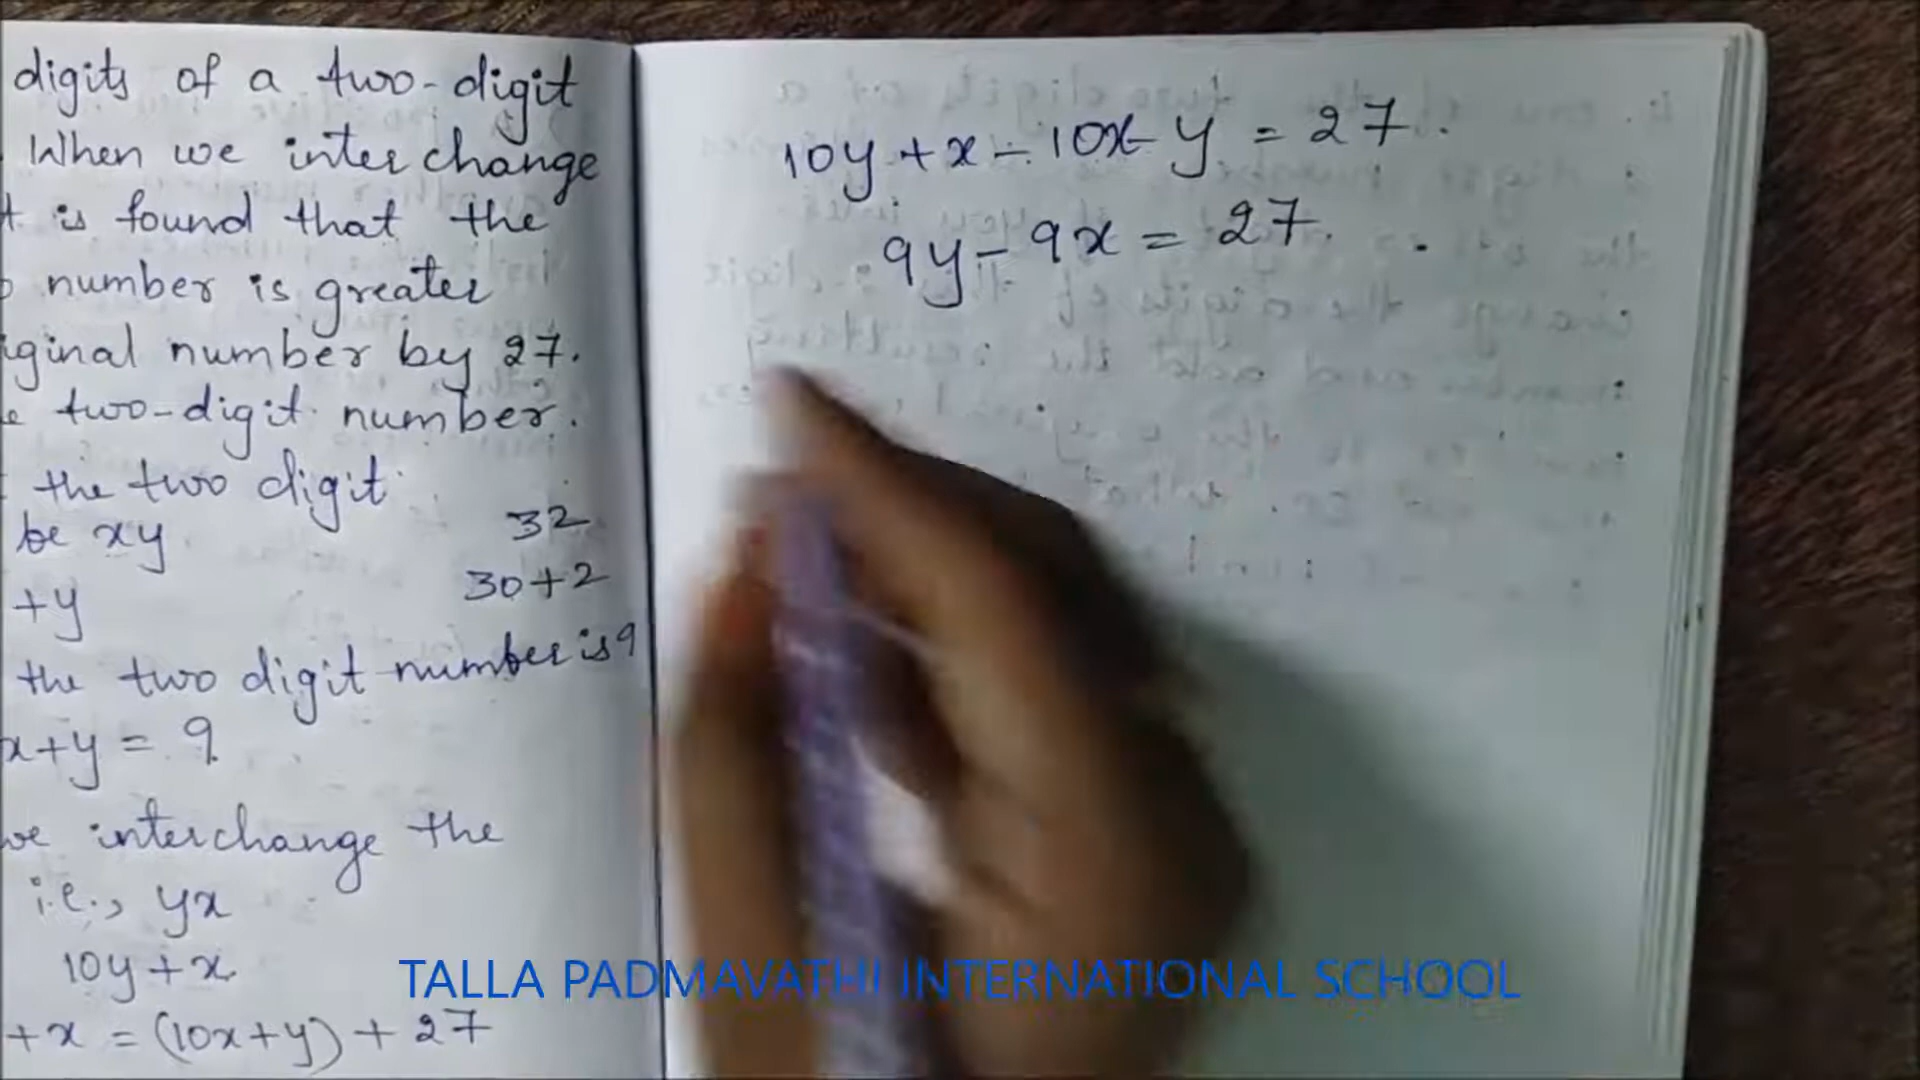 digits of a two-digit
When we interchange
is found that the
number is greater
number by 27.
two-digit number.
the two digit
be xy
32
+y
30+2
the two digit number is 9
x+y = 9
interchange the
i.e., yx
10y+x
+x = (10x+y) + 27
10y+x-10x-y = 27.
9y-9x = 27.
TALLA PADMAVATHI INTERNATIONAL SCHOOL